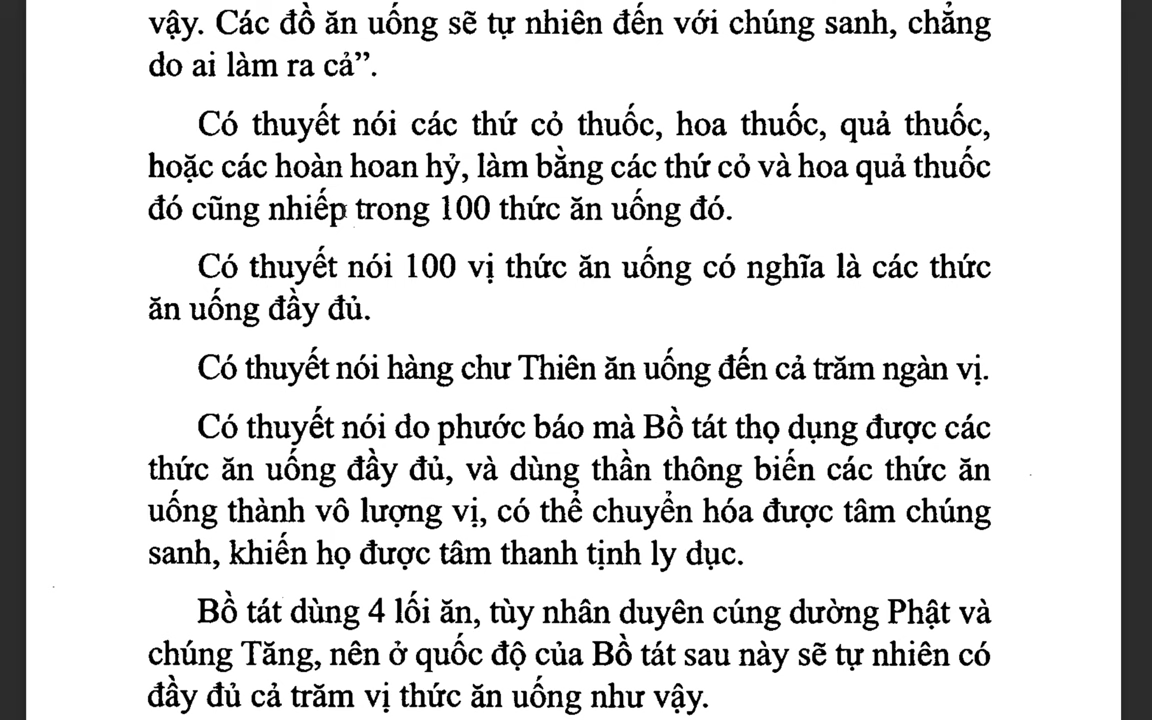 vậy. Các đồ ăn uống sẽ tự nhiên đến với chúng sanh, chẳng
do ai làm ra cả”.
Có thuyết nói các thứ cỏ thuốc, hoa thuốc, quả thuốc,
hoặc các hoàn hoan hỷ, làm bằng các thứ cỏ và hoa quả thuốc
đó cũng nhiếp trong 100 thức ăn uống đó.
Có thuyết nói 100 vị thức ăn uống có nghĩa là các thức
ăn uống đầy đủ.
Có thuyết nói hàng chư Thiên ăn uống đến cả trăm ngàn vị.
Có thuyết nói do phước báo mà Bồ tát thọ dụng được các
thức ăn uống đầy đủ, và dùng thần thông biến các thức ăn
uống thành vô lượng vị, có thể chuyển hóa được tâm chúng
sanh, khiến họ được tâm thanh tịnh ly dục.
Bồ tát dùng 4 lối ăn, tùy nhân duyên cúng dường Phật và
chúng Tăng, nên ở quốc độ của Bồ tát sau này sẽ tự nhiên có
đầy đủ cả trăm vị thức ăn uống như vậy.